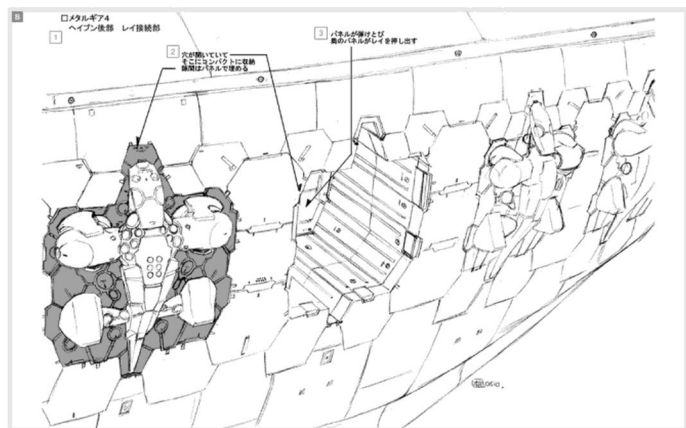 B
□メタルギア4
ヘイブン後部　レイ接続部
1
2
穴が開いていて
そこにコンパクトに収納
隙間はパネルで埋める
3
パネルが弾けとび
奥のパネルがレイを押し出す